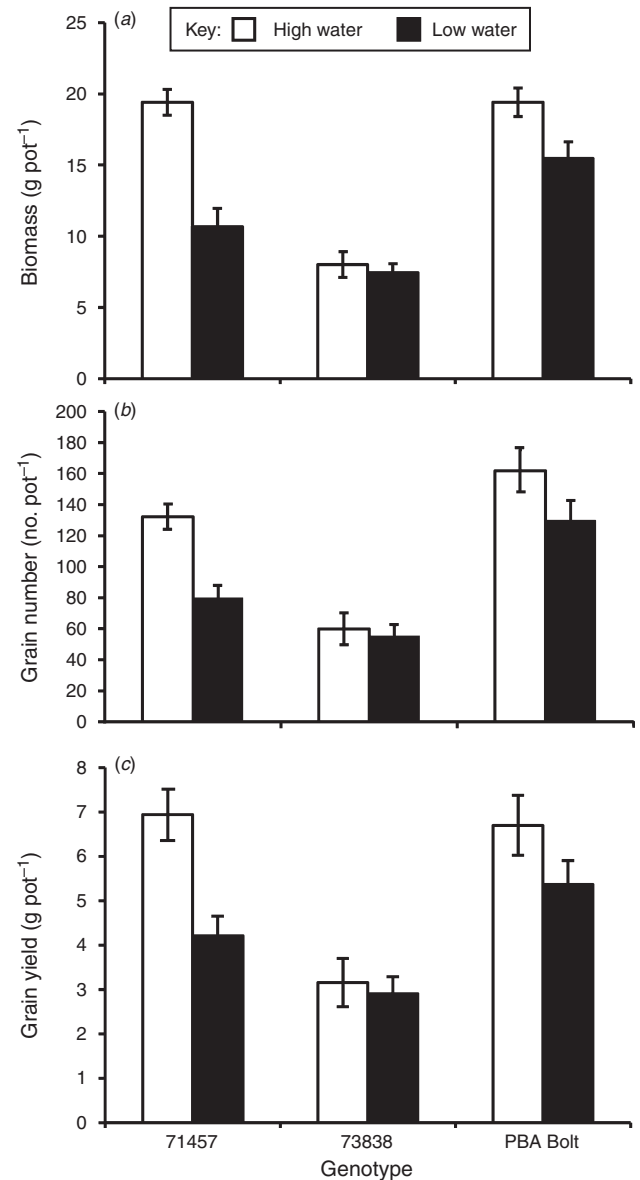 (a)
Key: High water Low water
25
20
15
10
5
0
Biomass (g pot⁻¹)
(b)
200
180
160
140
120
100
80
60
40
20
0
Grain number (no. pot⁻¹)
(c)
8
7
6
5
4
3
2
1
0
Grain yield (g pot⁻¹)
71457 73838 PBA Bolt
Genotype